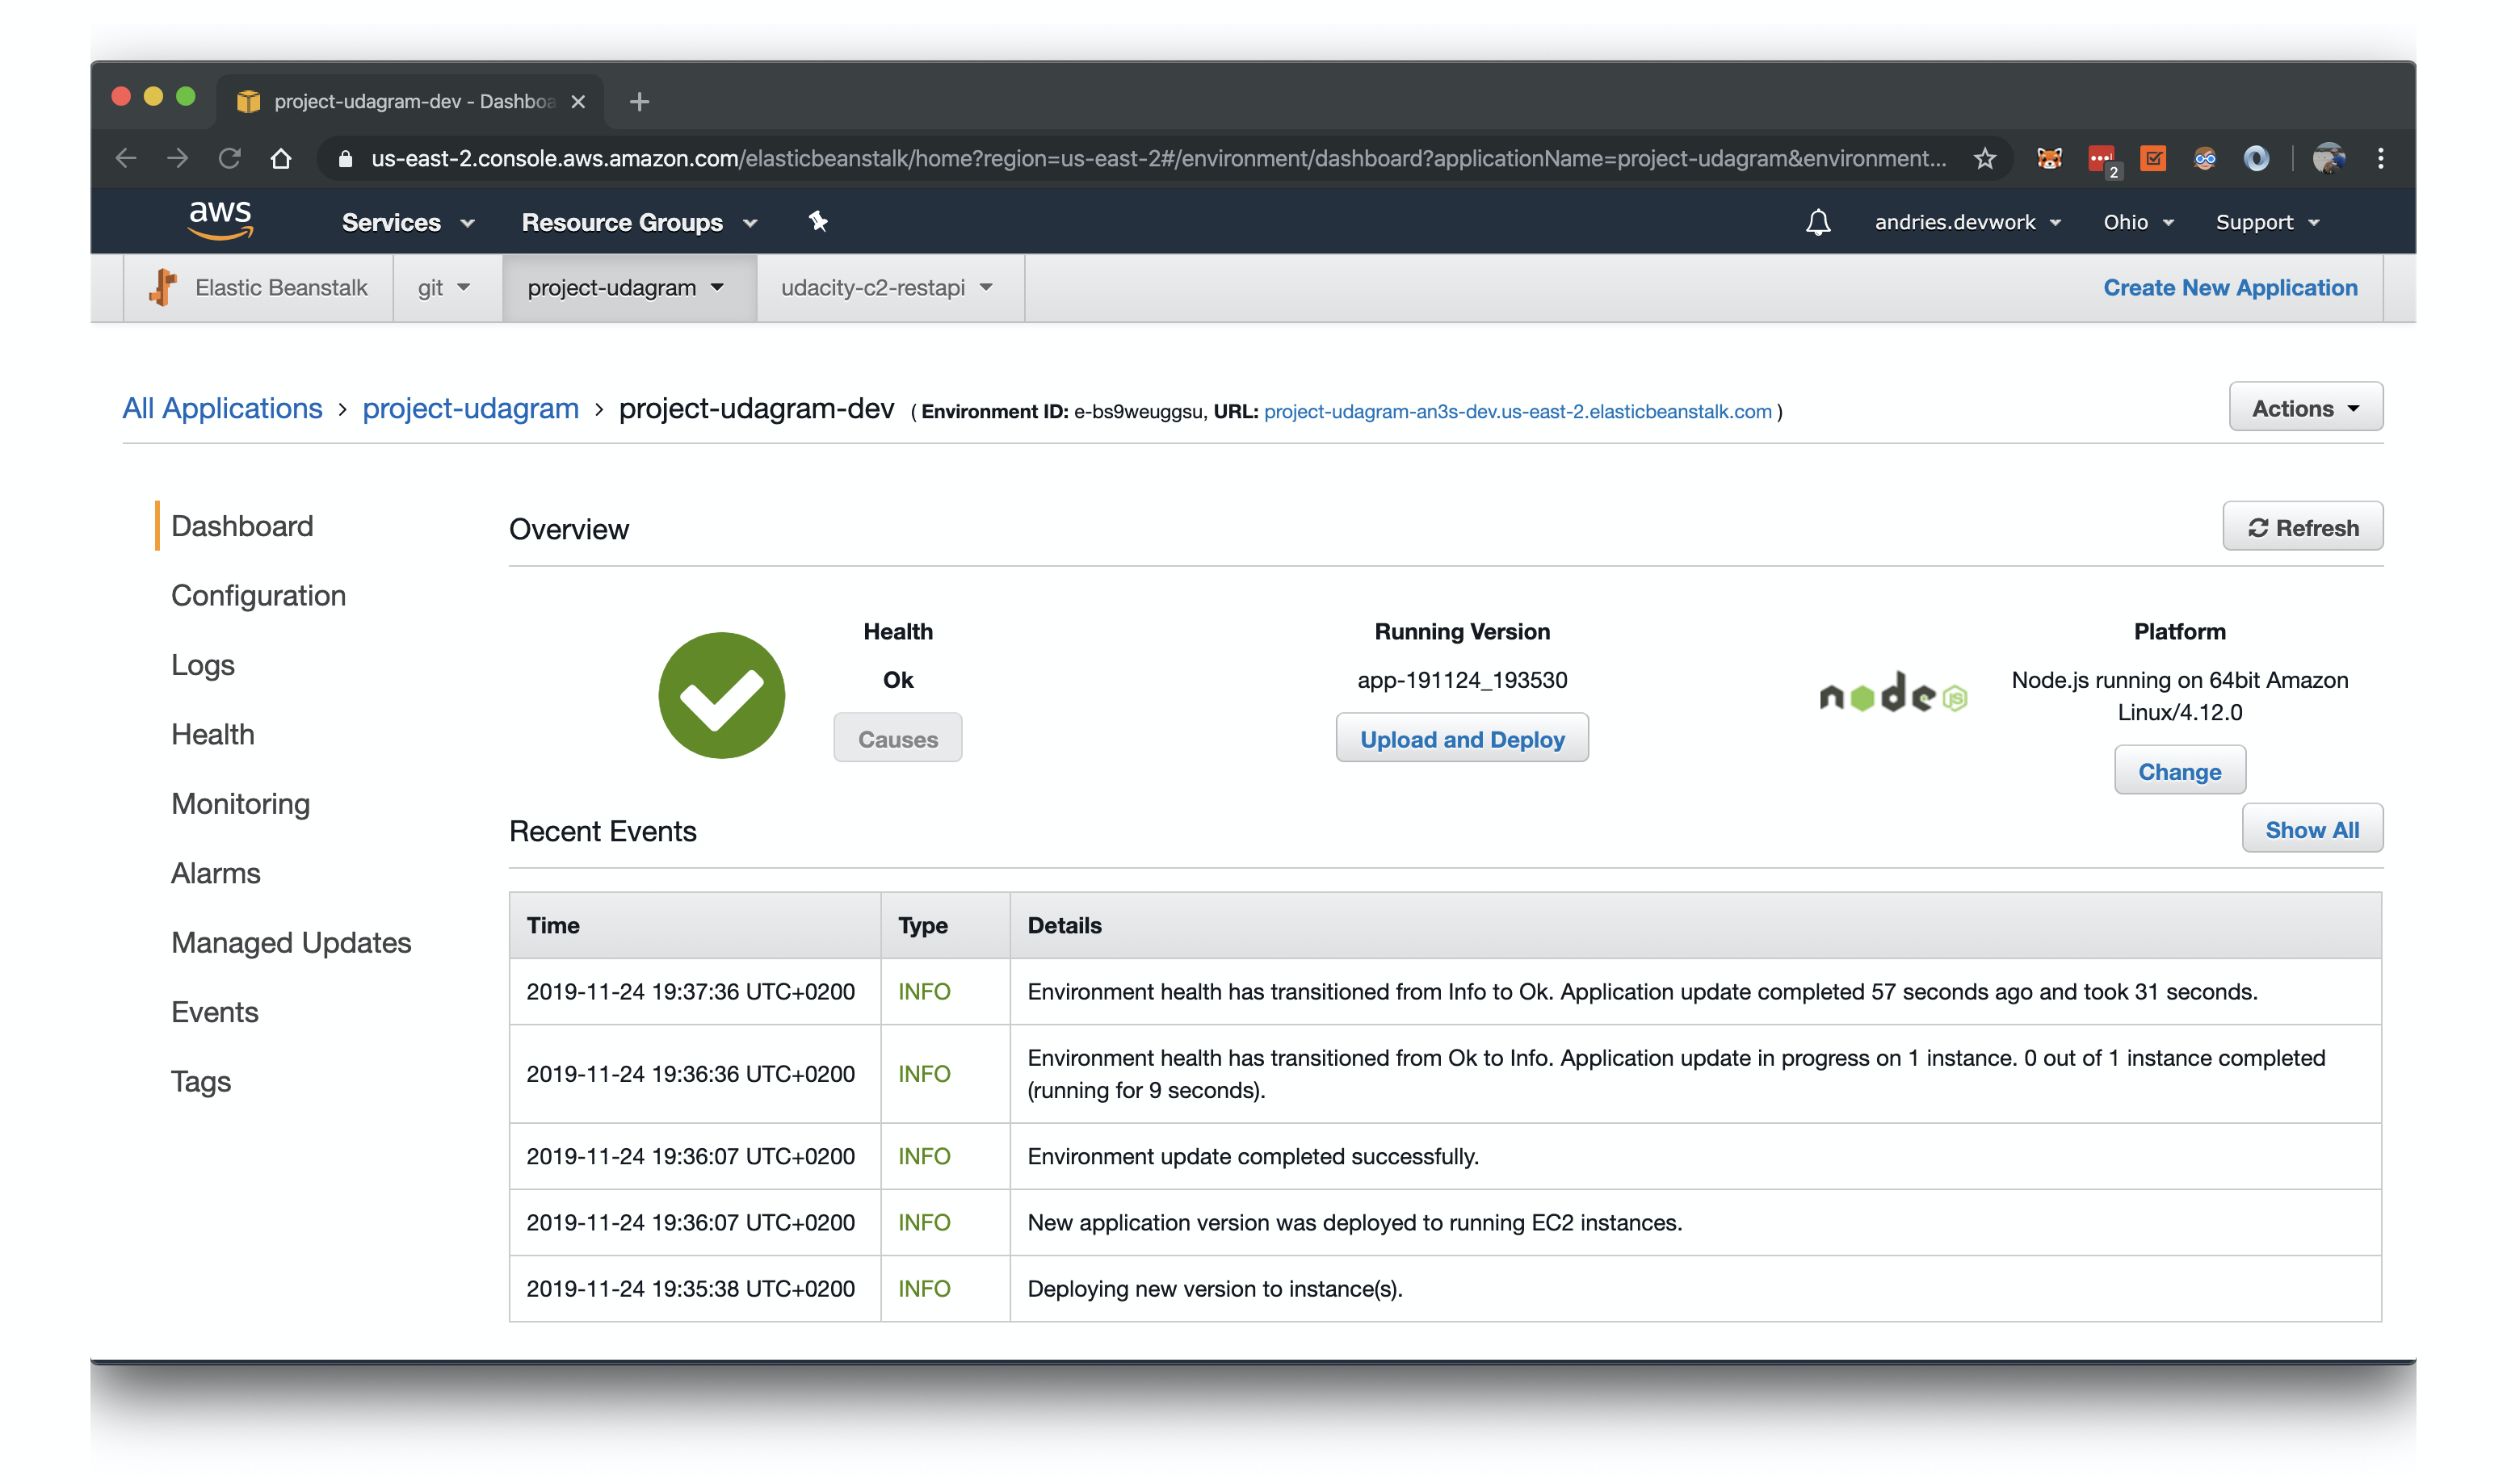 project-udagram-dev - Dashboa
us-east-2.console.aws.amazon.com/elasticbeanstalk/home?region=us-east-2#/environment/dashboard?applicationName=project-udagram&environment...
2
aws Services Resource Groups andries.devwork Ohio Support
Elastic Beanstalk git project-udagram udacity-c2-restapi Create New Application
All Applications > project-udagram > project-udagram-dev ( Environment ID: e-bs9weuggsu, URL: project-udagram-an3s-dev.us-east-2.elasticbeanstalk.com ) Actions
Dashboard
Configuration
Logs
Health
Monitoring
Alarms
Managed Updates
Events
Tags
Overview Refresh
Health
Ok
Causes
Running Version
app-191124_193530
Upload and Deploy
node JS
Platform
Node.js running on 64bit Amazon
Linux/4.12.0
Change
Recent Events Show All
Time Type Details
2019-11-24 19:37:36 UTC+0200 INFO Environment health has transitioned from Info to Ok. Application update completed 57 seconds ago and took 31 seconds.
2019-11-24 19:36:36 UTC+0200 INFO Environment health has transitioned from Ok to Info. Application update in progress on 1 instance. 0 out of 1 instance completed
(running for 9 seconds).
2019-11-24 19:36:07 UTC+0200 INFO Environment update completed successfully.
2019-11-24 19:36:07 UTC+0200 INFO New application version was deployed to running EC2 instances.
2019-11-24 19:35:38 UTC+0200 INFO Deploying new version to instance(s).